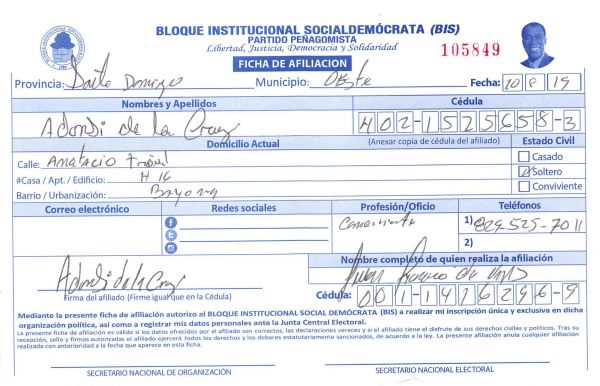 BLOQUE INSTITUCIONAL SOCIALDEMÓCRATA (BIS)
PARTIDO PEÑAGOMISTA
Libertad, Justicia, Democracia y Solidaridad
105849
FICHA DE AFILIACION
Provincia: Santo Domingo Municipio: Oeste Fecha: 10 8 19
Nombres y Apellidos Cédula
Adondi de la Cruz 402-1525658-3
Domicilio Actual (Anexar copia de cédula del afiliado) Estado Civil
Calle: Casado
#Casa / Apt. / Edificio: H 16 Soltero
Barrio / Urbanización: Bayona Conviviente
Correo electrónico Redes sociales Profesión/Oficio Teléfonos
1) 829-525-7011
2)
Nombre completo de quien realiza la afiliación
Adondi de la Cruz
Firma del afiliado (Firme igual que en la Cédula) Cédula: 001-1416296-9
Mediante la presente ficha de afiliación autorizo al BLOQUE INSTITUCIONAL SOCIAL DEMÓCRATA (BIS) a realizar mi inscripción única y exclusiva en dicha
organización política, así como a registrar mis datos personales ante la Junta Central Electoral.
La presente ficha de afiliación es válida si los datos ofrecidos por el afiliado son correctos, las declaraciones verces y si el afiliado tiene el disfrute de sus derechos civiles y políticos. Tras su
recepción, sello y firmas autorizadas el afiliado ejercerá todos los derechos y los deberes estatutariamente sancionados, de acuerdo a la ley. La presente afiliación anula cualquier afiliación
realizada con anterioridad a la fecha que aparece en esta ficha.
SECRETARIO NACIONAL DE ORGANIZACIÓN SECRETARIO NACIONAL ELECTORAL